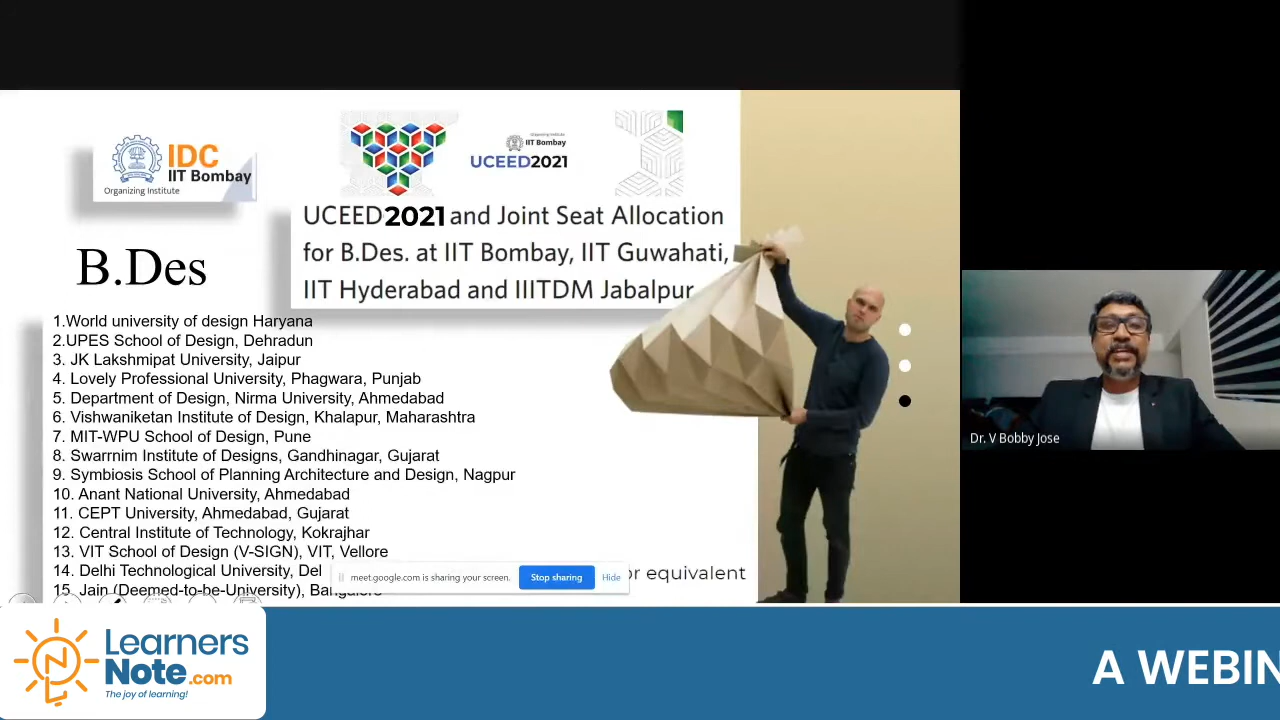 IDC
IIT Bombay
Organizing Institute
Organizing Institute
IIT Bombay
UCEED2021
UCEED2021 and Joint Seat Allocation
for B.Des. at IIT Bombay, IIT Guwahati,
IIT Hyderabad and IIITDM Jabalpur
B.Des
1.World university of design Haryana
2.UPES School of Design, Dehradun
3. JK Lakshmipat University, Jaipur
4. Lovely Professional University, Phagwara, Punjab
5. Department of Design, Nirma University, Ahmedabad
6. Vishwaniketan Institute of Design, Khalapur, Maharashtra
7. MIT-WPU School of Design, Pune
8. Swarrnim Institute of Designs, Gandhinagar, Gujarat
9. Symbiosis School of Planning Architecture and Design, Nagpur
10. Anant National University, Ahmedabad
11. CEPT University, Ahmedabad, Gujarat
12. Central Institute of Technology, Kokrajhar
13. VIT School of Design (V-SIGN), VIT, Vellore
14. Delhi Technological University, Del
15. Jain (Deemed-to-be-University), Bangalore
or equivalent
meet.google.com is sharing your screen.
Stop sharing
Hide
Dr. V Bobby Jose
Learners
Note.com
The joy of learning!
A WEBIN